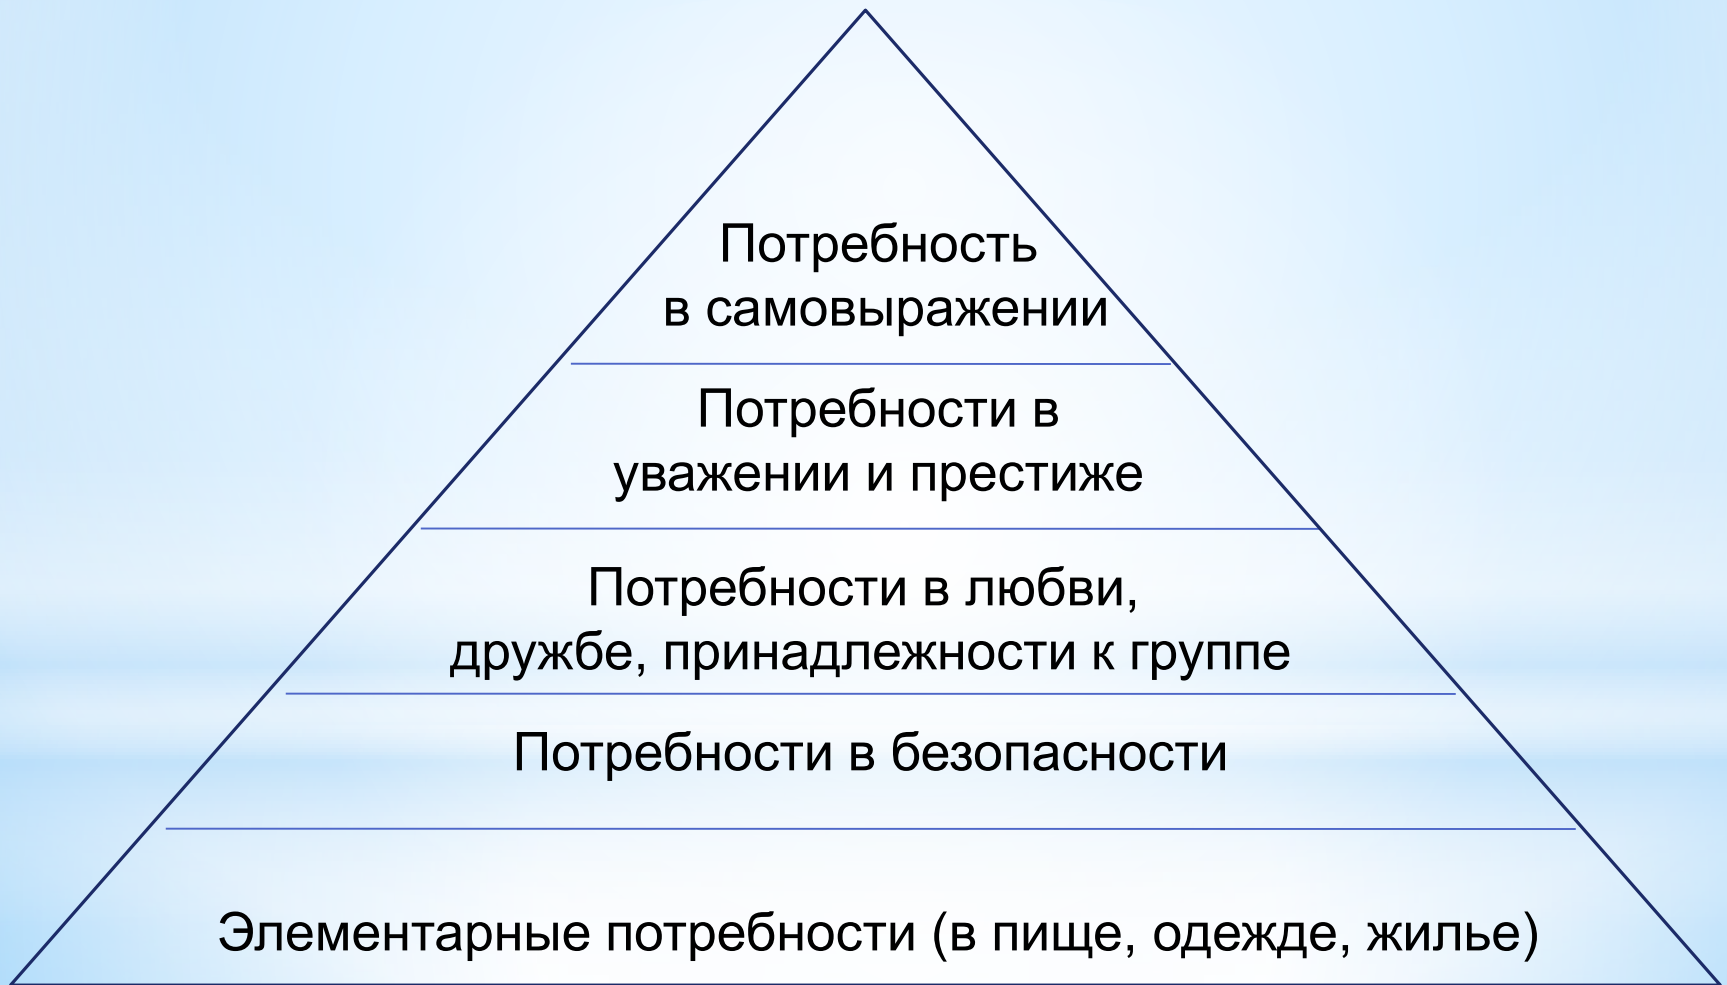 Потребность
в самовыражении
Потребности в
уважении и престиже
Потребности в любви,
дружбе, принадлежности к группе
Потребности в безопасности
Элементарные потребности (в пище, одежде, жилье)